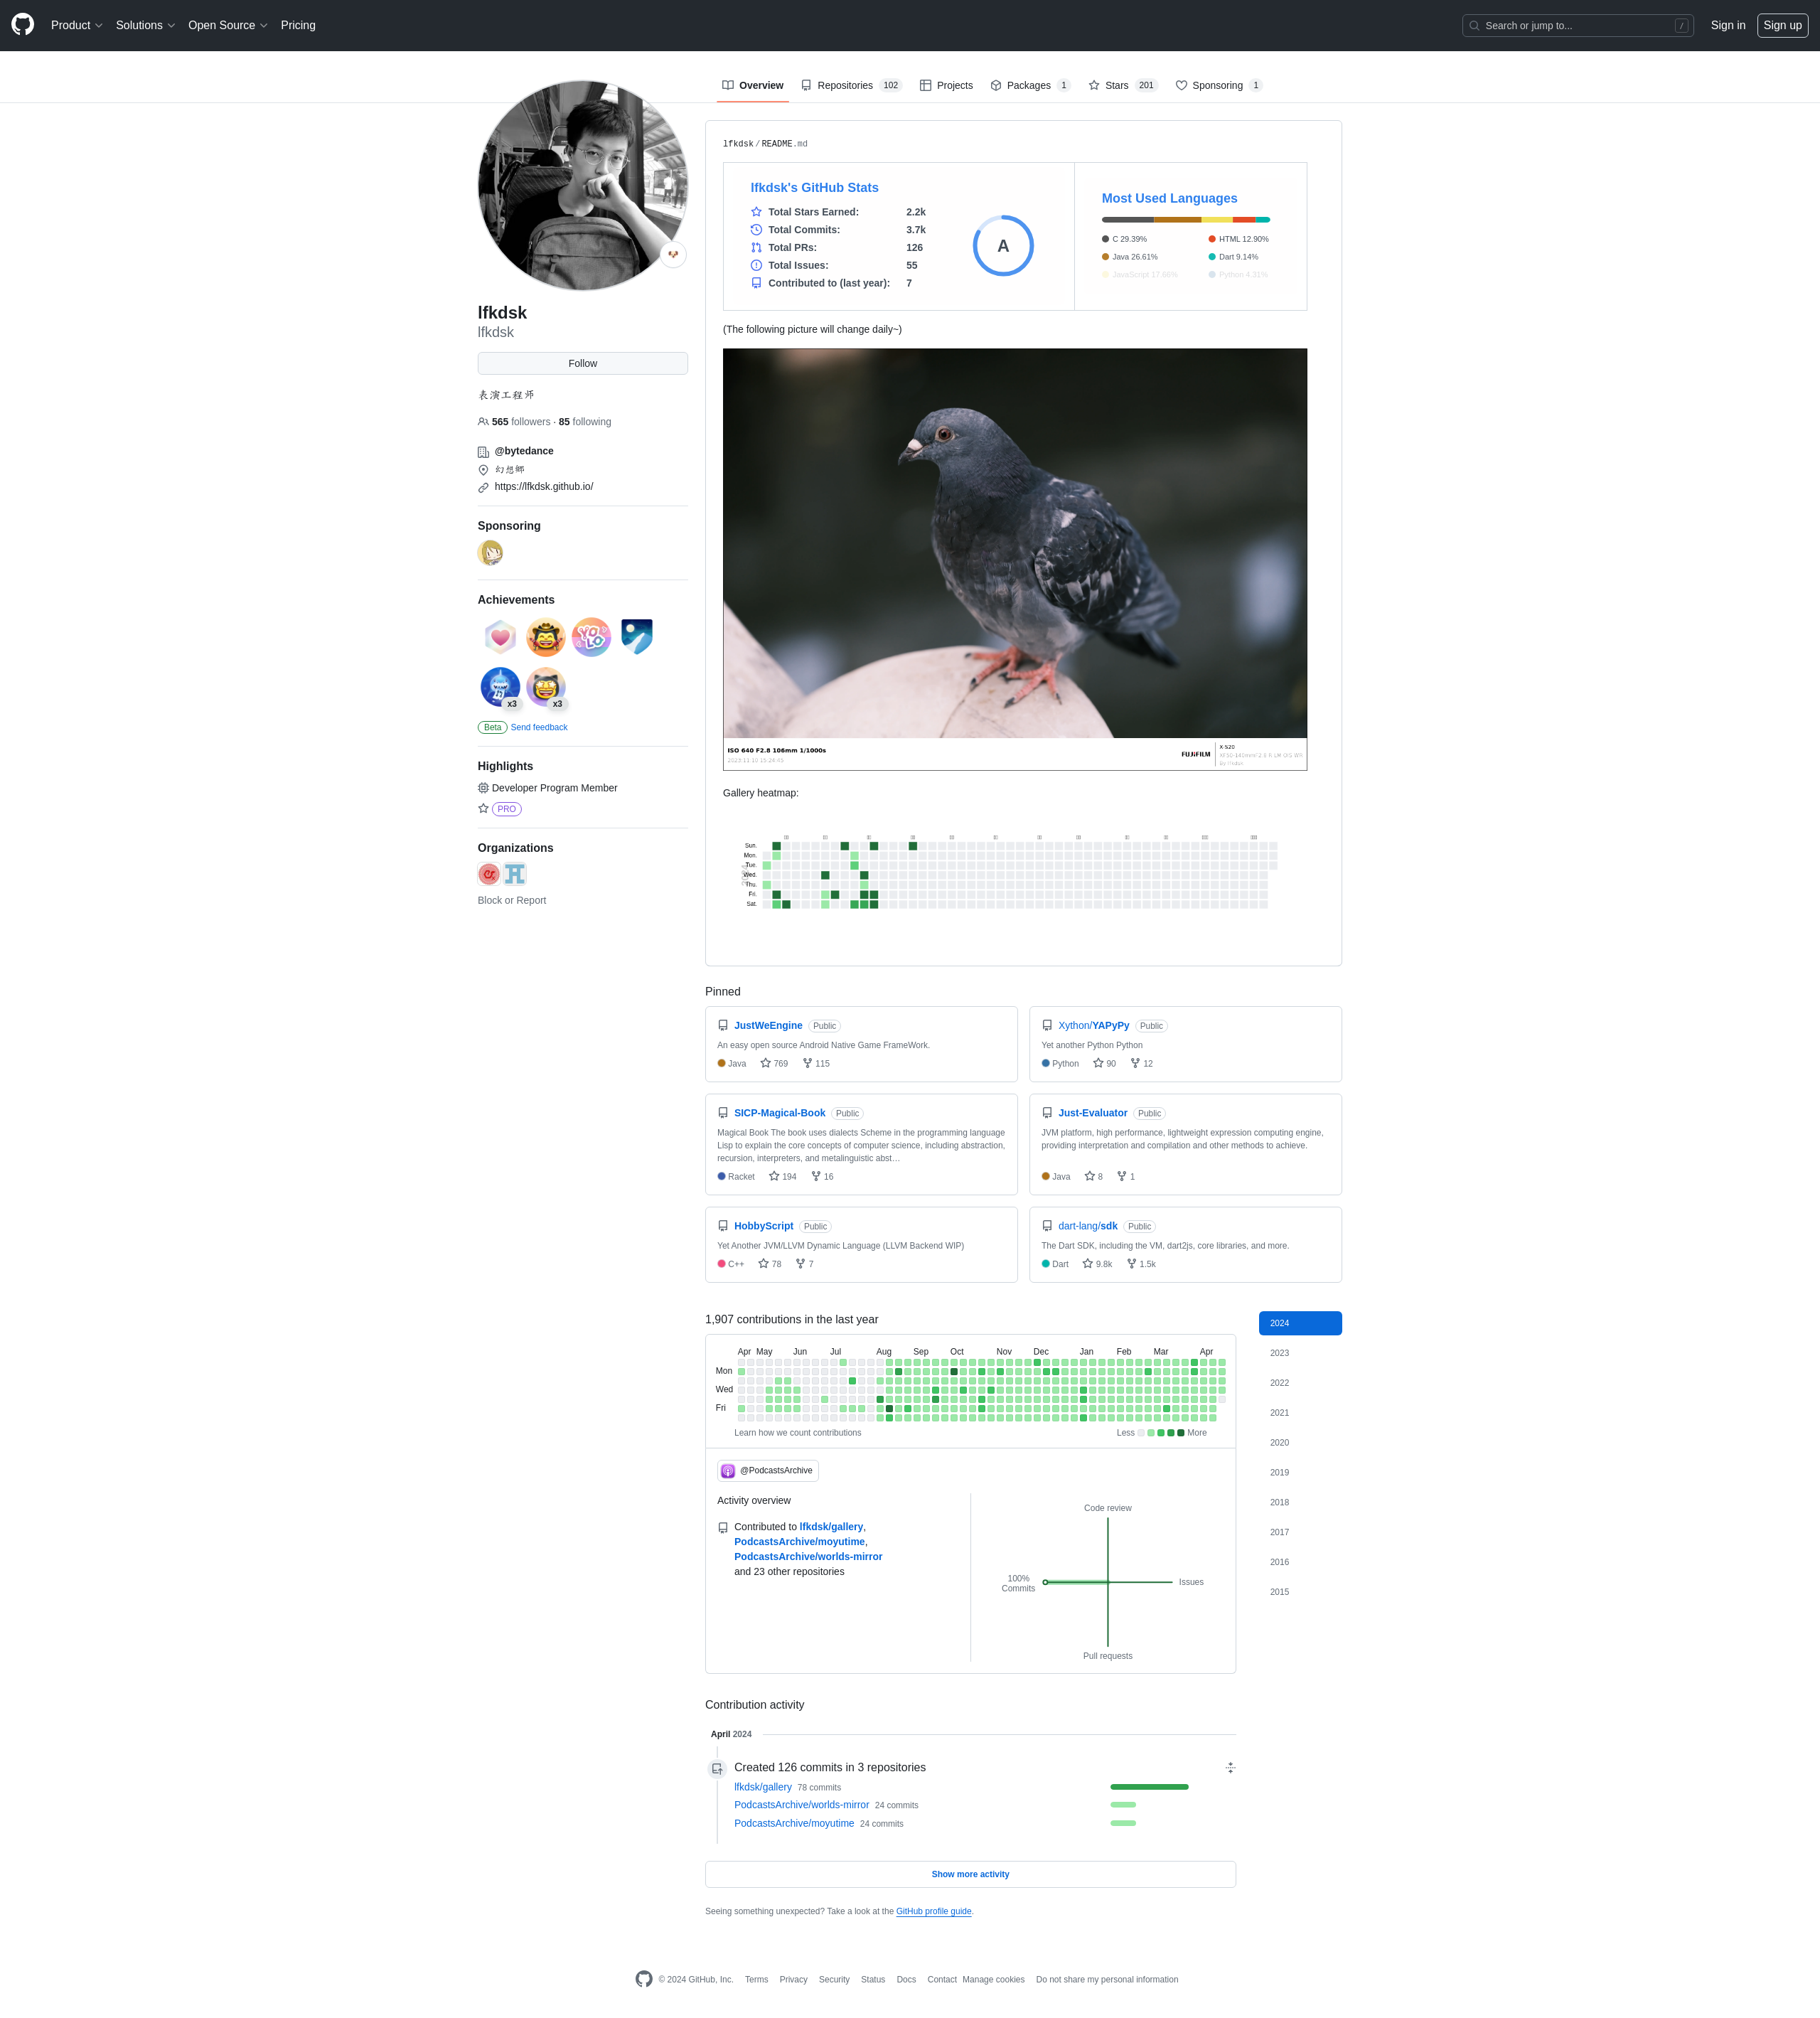 Product
Solutions
Open Source
Pricing
Search or jump to...
/
Sign in
Sign up
Overview
Repositories 102
Projects
Packages 1
Stars 201
Sponsoring 1
lfkdsk
lfkdsk
Follow
表演工程师
565 followers · 85 following
@bytedance
幻想郷
https://lfkdsk.github.io/
Sponsoring
Achievements
YOLO
x3
x3
Beta Send feedback
Highlights
Developer Program Member
PRO
Organizations
Block or Report
lfkdsk / README.md
lfkdsk's GitHub Stats
Total Stars Earned: 2.2k
Total Commits: 3.7k
Total PRs: 126
Total Issues: 55
Contributed to (last year): 7
A
Most Used Languages
C 29.39%
HTML 12.90%
Java 26.61%
Dart 9.14%
JavaScript 17.66%
Python 4.31%
(The following picture will change daily~)
ISO 640 F2.8 106mm 1/1000s
FUJIFILM
X-S20
Gallery heatmap:
Sun.
Mon.
Tue.
Wed.
Thu.
Fri.
Sat.
Pinned
JustWeEngine Public
An easy open source Android Native Game FrameWork.
Java 769 115
Xython/YAPyPy Public
Yet another Python Python
Python 90 12
SICP-Magical-Book Public
Magical Book The book uses dialects Scheme in the programming language
Lisp to explain the core concepts of computer science, including abstraction,
recursion, interpreters, and metalinguistic abst…
Racket 194 16
Just-Evaluator Public
JVM platform, high performance, lightweight expression computing engine,
providing interpretation and compilation and other methods to achieve.
Java 8 1
HobbyScript Public
Yet Another JVM/LLVM Dynamic Language (LLVM Backend WIP)
C++ 78 7
dart-lang/sdk Public
The Dart SDK, including the VM, dart2js, core libraries, and more.
Dart 9.8k 1.5k
1,907 contributions in the last year
Apr May Jun Jul Aug Sep Oct Nov Dec Jan Feb Mar Apr
Mon
Wed
Fri
Learn how we count contributions
Less More
2024
2023
2022
2021
2020
2019
2018
2017
2016
2015
@PodcastsArchive
Activity overview
Contributed to lfkdsk/gallery,
PodcastsArchive/moyutime,
PodcastsArchive/worlds-mirror
and 23 other repositories
Code review
100%
Commits
Issues
Pull requests
Contribution activity
April 2024
Created 126 commits in 3 repositories
lfkdsk/gallery 78 commits
PodcastsArchive/worlds-mirror 24 commits
PodcastsArchive/moyutime 24 commits
Show more activity
Seeing something unexpected? Take a look at the GitHub profile guide.
© 2024 GitHub, Inc.
Terms
Privacy
Security
Status
Docs
Contact
Manage cookies
Do not share my personal information